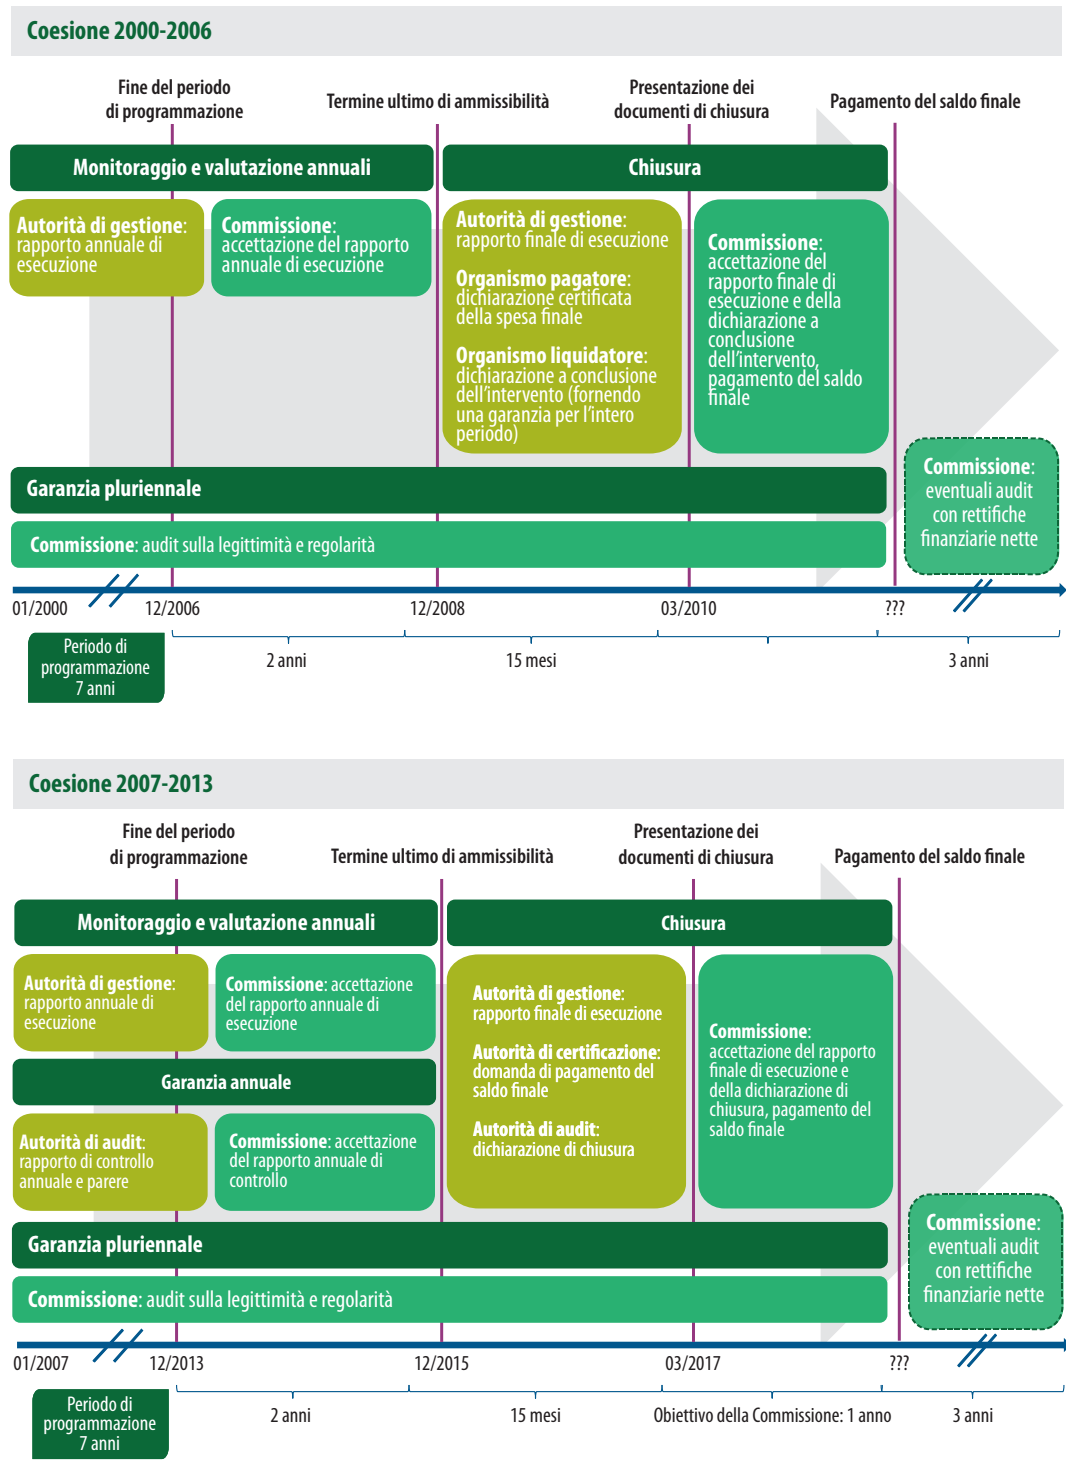 Coesione 2000-2006
Fine del periodo
di programmazione
Termine ultimo di ammissibilità
Presentazione dei
documenti di chiusura
Pagamento del saldo finale
Monitoraggio e valutazione annuali
Chiusura
Autorità di gestione:
rapporto annuale di
esecuzione
Commissione:
accettazione del rapporto
annuale di esecuzione
Autorità di gestione:
rapporto finale di esecuzione
Organismo pagatore:
dichiarazione certificata
della spesa finale
Organismo liquidatore:
dichiarazione a conclusione
dell'intervento (fornendo
una garanzia per l'intero
periodo)
Commissione:
accettazione del
rapporto finale di
esecuzione e della
dichiarazione a
conclusione
dell'intervento,
pagamento del saldo
finale
Garanzia pluriennale
Commissione: audit sulla legittimità e regolarità
Commissione:
eventuali audit
con rettifiche
finanziarie nette
01/2000
12/2006
12/2008
03/2010
???
Periodo di
programmazione
7 anni
2 anni
15 mesi
3 anni
Coesione 2007-2013
Fine del periodo
di programmazione
Termine ultimo di ammissibilità
Presentazione dei
documenti di chiusura
Pagamento del saldo finale
Monitoraggio e valutazione annuali
Chiusura
Autorità di gestione:
rapporto annuale di
esecuzione
Commissione: accettazione
del rapporto annuale di
esecuzione
Garanzia annuale
Autorità di audit:
rapporto di controllo
annuale e parere
Commissione: accettazione
del rapporto annuale di
controllo
Autorità di gestione:
rapporto finale di esecuzione
Autorità di certificazione:
domanda di pagamento del
saldo finale
Autorità di audit:
dichiarazione di chiusura
Commissione:
accettazione del rapporto
finale di esecuzione e
della dichiarazione di
chiusura, pagamento del
saldo finale
Garanzia pluriennale
Commissione: audit sulla legittimità e regolarità
Commissione:
eventuali audit
con rettifiche
finanziarie nette
01/2007
12/2013
12/2015
03/2017
???
Periodo di
programmazione
7 anni
2 anni
15 mesi
Obiettivo della Commissione: 1 anno
3 anni